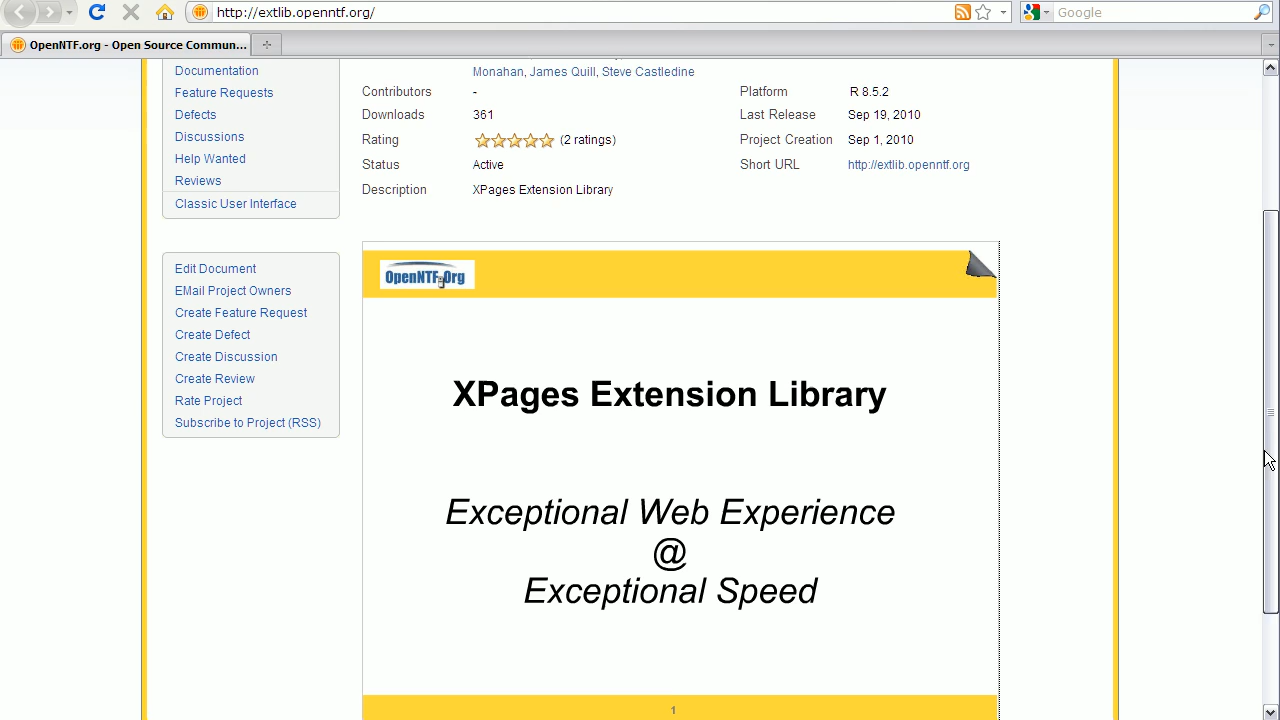 http://extlib.openntf.org/
Google
OpenNTF.org - Open Source Commun...
Documentation
Feature Requests
Defects
Discussions
Help Wanted
Reviews
Classic User Interface
Monahan, James Quill, Steve Castledine
Contributors -
Platform R 8.5.2
Downloads 361
Last Release Sep 19, 2010
Rating (2 ratings)
Project Creation Sep 1, 2010
Status Active
Short URL http://extlib.openntf.org
Description XPages Extension Library
Edit Document
EMail Project Owners
Create Feature Request
Create Defect
Create Discussion
Create Review
Rate Project
Subscribe to Project (RSS)
OpenNTF.Org
XPages Extension Library
Exceptional Web Experience
@
Exceptional Speed
1